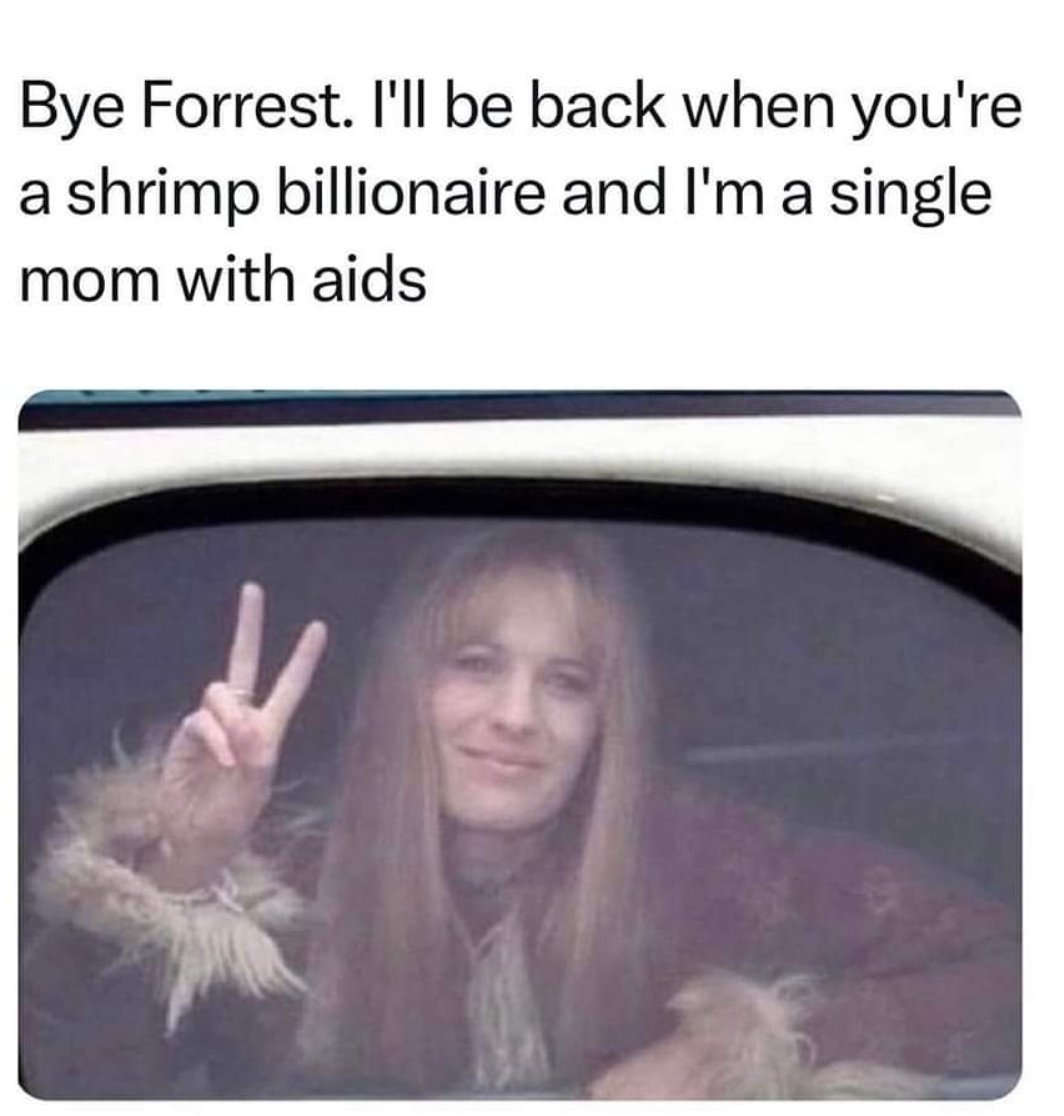 Bye Forrest. I'll be back when you're
a shrimp billionaire and I'm a single
mom with aids